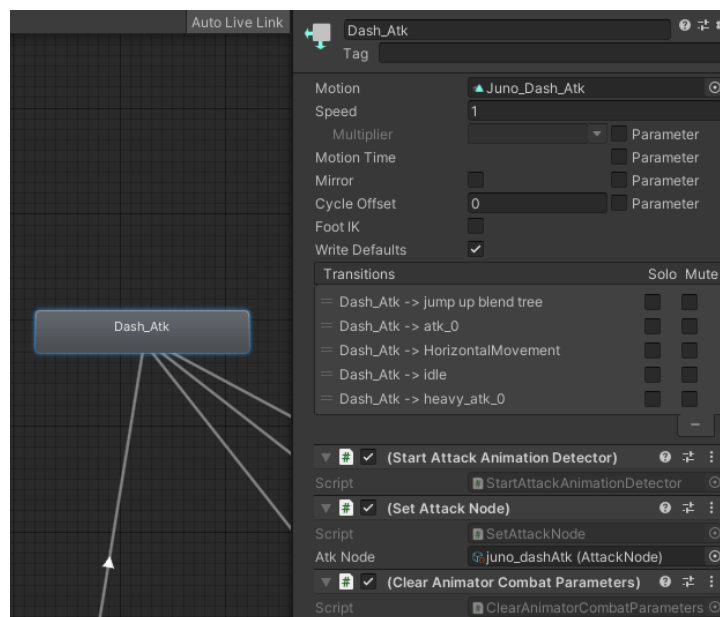 Auto Live Link
Dash_Atk
Tag
Motion Juno_Dash_Atk
Speed 1
Multiplier Parameter
Motion Time Parameter
Mirror Parameter
Cycle Offset 0 Parameter
Foot IK
Write Defaults
Transitions Solo Mute
Dash_Atk -> jump up blend tree
Dash_Atk -> atk_0
Dash_Atk -> HorizontalMovement
Dash_Atk -> idle
Dash_Atk -> heavy_atk_0
Dash_Atk
# (Start Attack Animation Detector)
Script StartAttackAnimationDetector
# (Set Attack Node)
Script SetAttackNode
Atk Node juno_dashAtk (AttackNode)
# (Clear Animator Combat Parameters)
Script ClearAnimatorCombatParameters